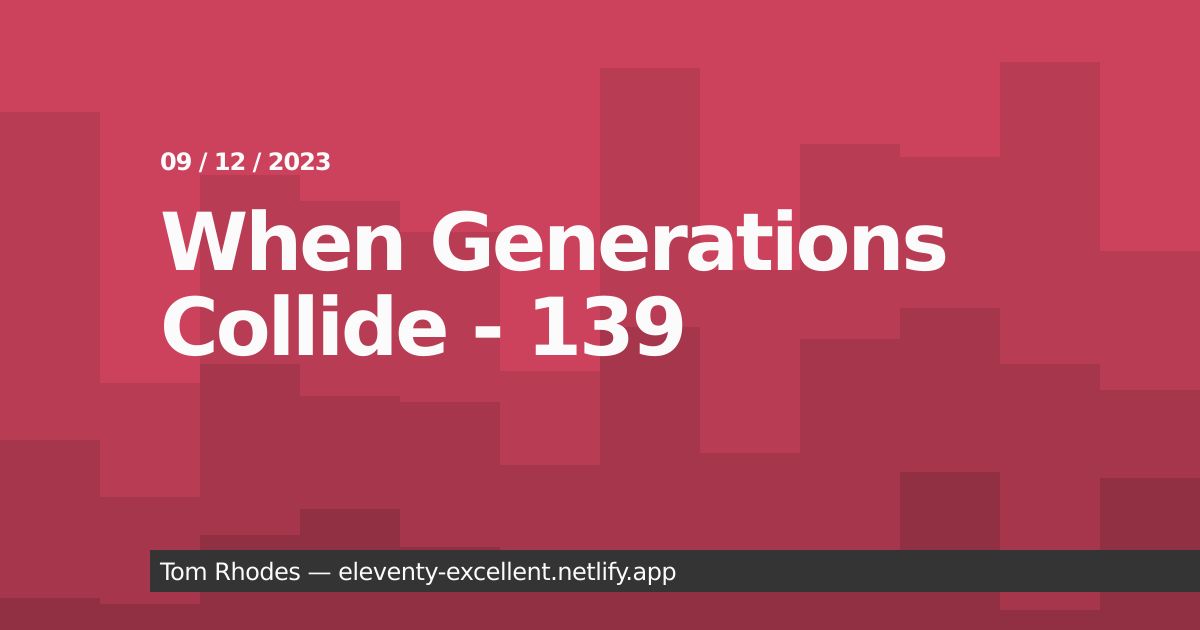 09 / 12 / 2023
When Generations
Collide - 139
Tom Rhodes — eleventy-excellent.netlify.app